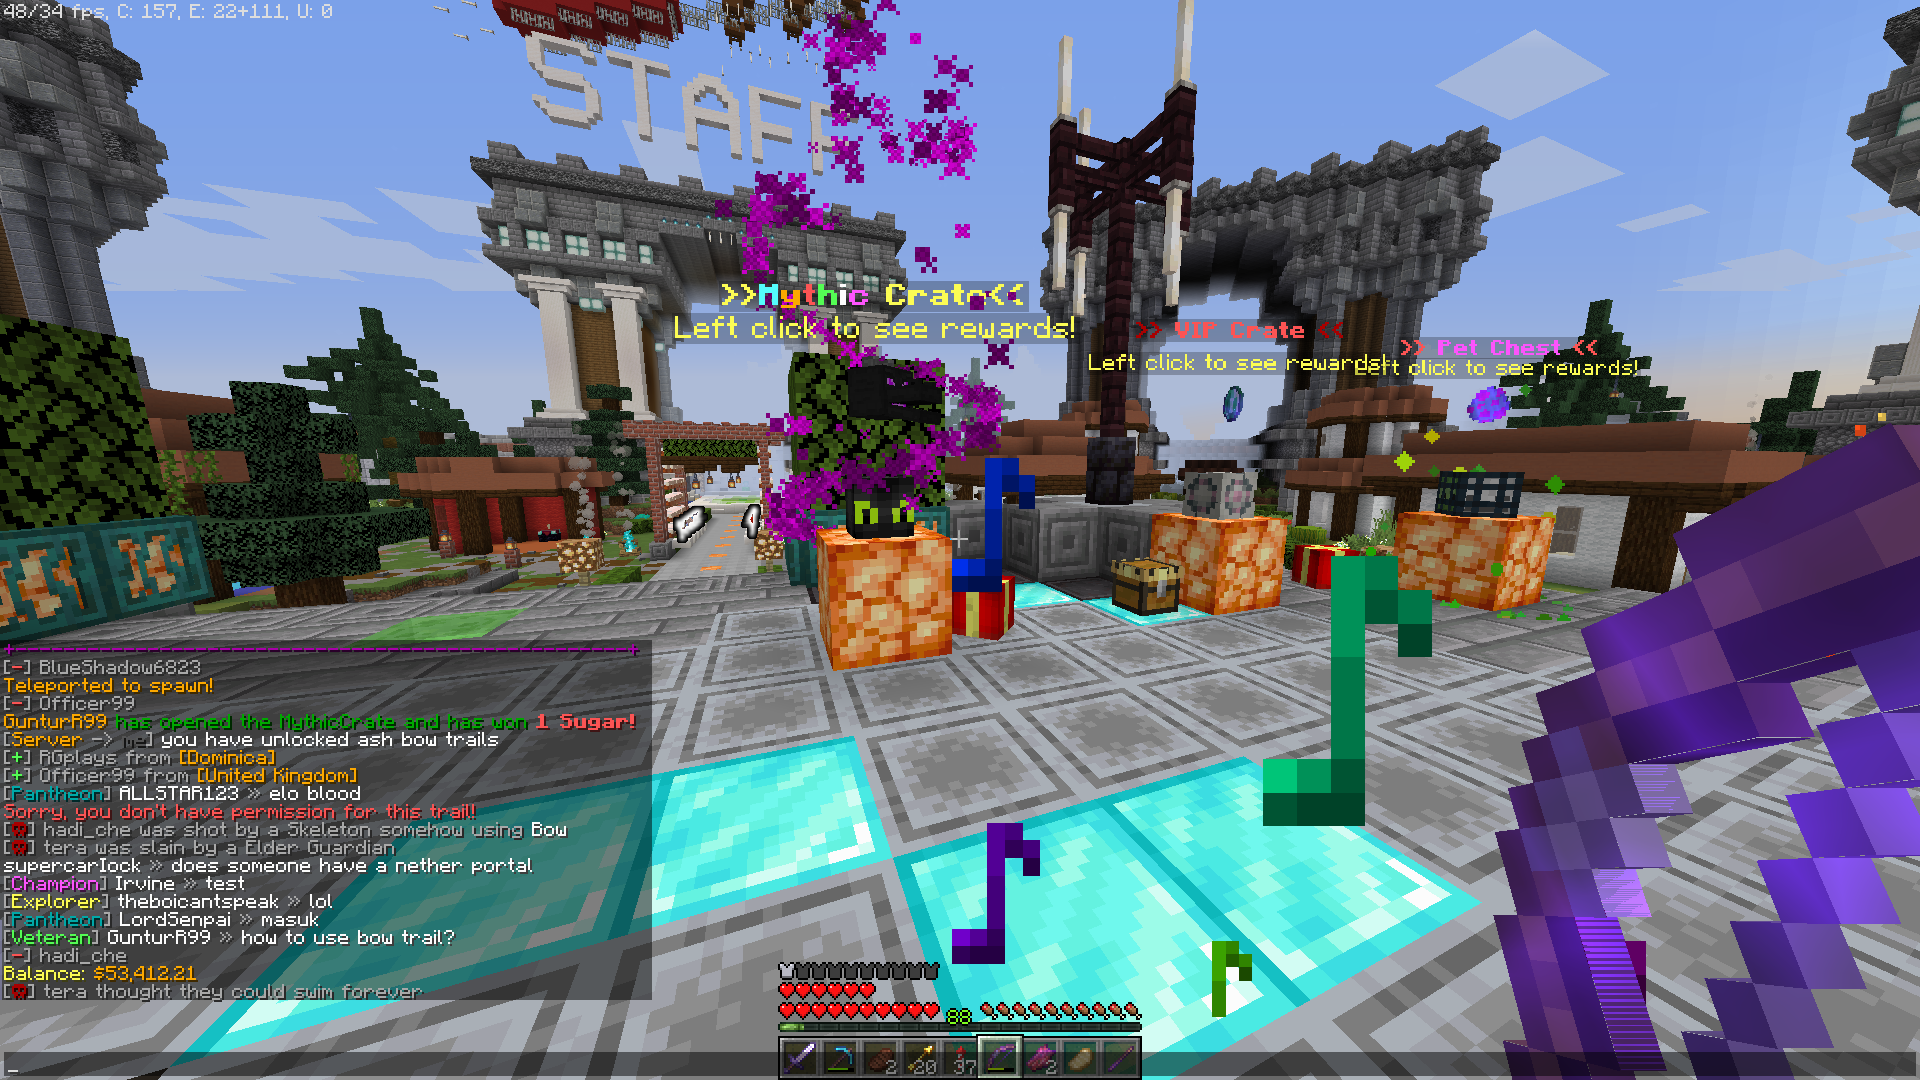 48/34 fps, C: 157, E: 22+111, U: 0
STAFF
>>Mythic Crate<<
Left click to see rewards!
>> VIP Crate <<
Left click to see rewards!
>> Pet Chest <<
Left click to see rewards!
[-] BlueShadow6823
Teleported to spawn!
[-] Officer99
GunturR99 has opened the MythicCrate and has won 1 Sugar!
[Server -> me] you have unlocked ash bow trails
[+] RGplays from [Dominica]
[+] Officer99 from [United Kingdom]
[Pantheon] ALLSTAR123 » elo blood
Sorry, you don't have permission for this trail!
[☠] hadi_che was shot by a Skeleton somehow using Bow
[☠] tera was slain by a Elder Guardian
supercarIock » does someone have a nether portal
[Champion] Irvine » test
[Explorer] theboicantspeak » lol
[Pantheon] LordSenpai » masuk
[Veteran] GunturR99 » how to use bow trail?
[-] hadi_che
Balance: $53,412.21
[☠] tera thought they could swim forever
88
2 20 37 2
_